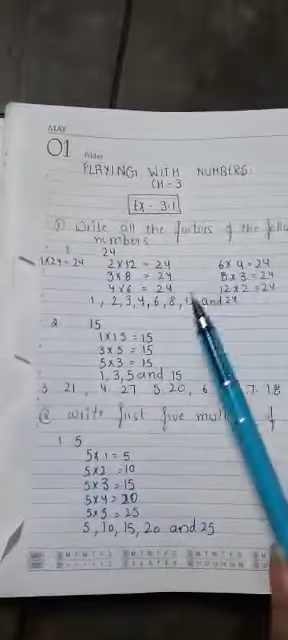 MAY
01 Friday
PLAYING WITH NUMBERS
CH-3
Ex - 3.1
① Write all the factors of the
numbers
1 24
1x24 = 24 2x12 = 24 6x4 = 24
3x8 = 24 8x3 = 24
4x6 = 24 12x2 = 24
1, 2, 3, 4, 6, 8, and 24
2 15
1x15 = 15
3x5 = 15
5x3 = 15
1, 3, 5 and 15
3. 21, 4. 27 5. 20, 6 7. 18
② Write first five
1 5
5x1 = 5
5x2 = 10
5x3 = 15
5x4 = 20
5x5 = 25
5, 10, 15, 20 and 25